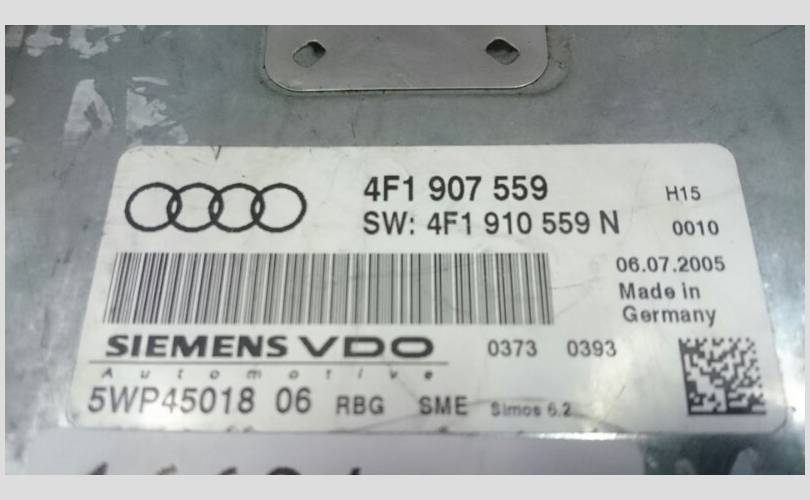 4F1 907 559
H15
SW: 4F1 910 559 N
0010
06.07.2005
Made in
Germany
SIEMENS VDO
0373 0393
Automotive
5WP45018 06 RBG SME Simos 6.2